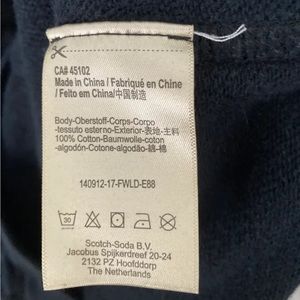 CA# 45102
Made in China / Fabriqué en Chine
/ Feito em China/中国制造
Body-Oberstoff-Corps-Corpo
-tessuto esterno-Exterior-表地-主料
100% Cotton-Baumwolle-coton
-algodón-Cotone-algodão-綿-棉
140912-17-FWLD-E88
30
Scotch-Soda B.V.
Jacobus Spijkerdreef 20-24
2132 PZ Hoofddorp
The Netherlands